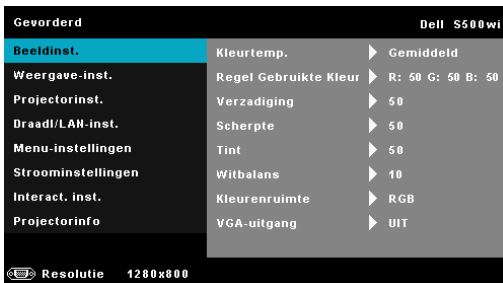 Gevorderd Dell S500wi
Beeldinst. Kleurtemp. Gemiddeld
Weergave-inst. Regel Gebruikte Kleur R: 50 G: 50 B: 50
Projectorinst. Verzadiging 50
Draadl/LAN-inst. Scherpte 50
Menu-instellingen Tint 50
Stroominstellingen Witbalans 10
Interact. inst. Kleurenruimte RGB
Projectorinfo VGA-uitgang UIT
Resolutie 1280x800